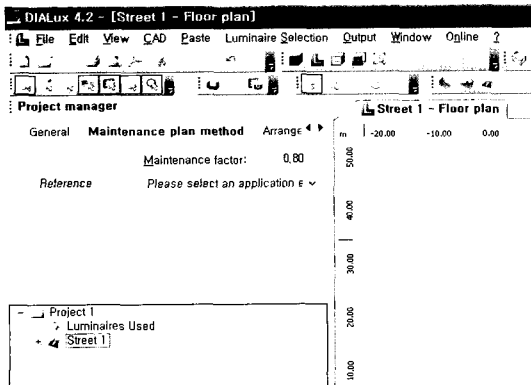 DIALux 4.2 - [Street 1 - Floor plan]
File Edit View CAD Paste Luminaire Selection Output Window Online ?
Project manager
Street 1 - Floor plan
General Maintenance plan method Arrange
m -20.00 -10.00 0.00
Maintenance factor: 0,80
Reference Please select an application e
50.00
40.00
30.00
20.00
10.00
Project 1
Luminaires Used
Street 1